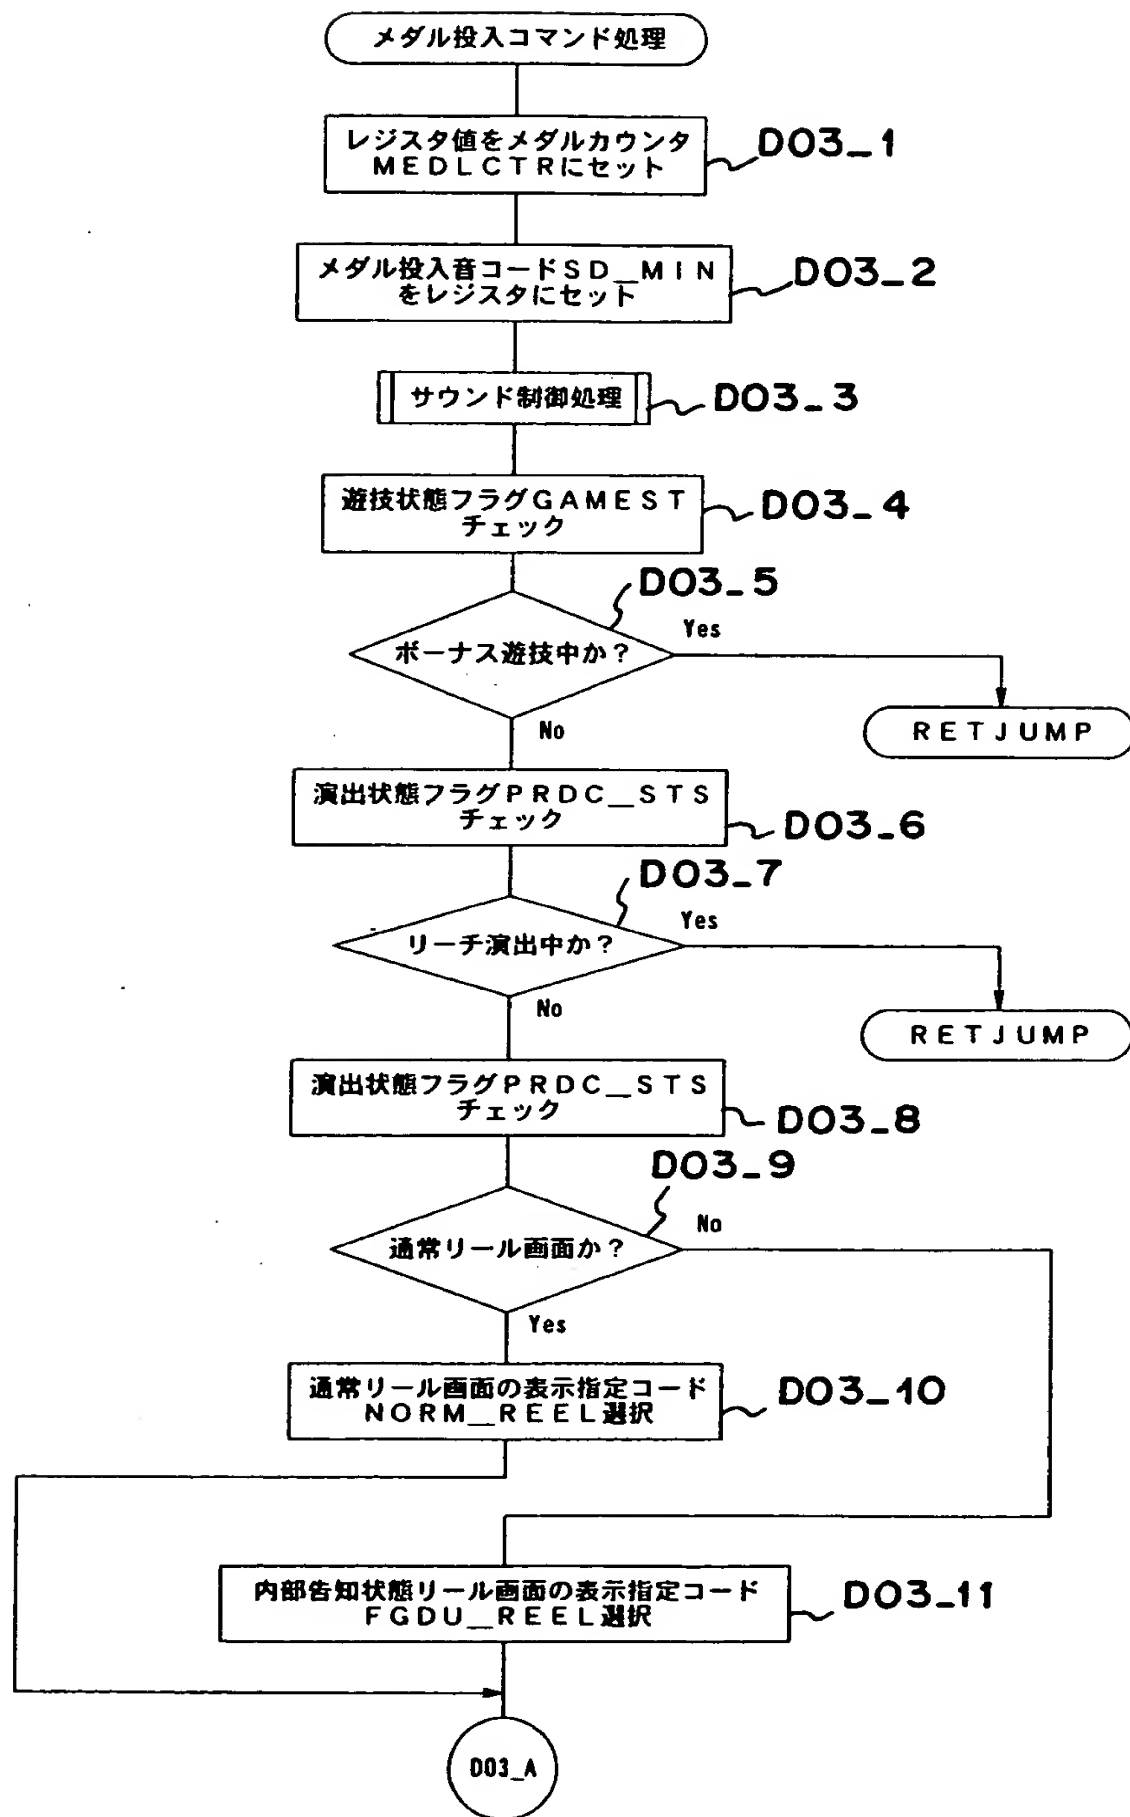 メダル投入コマンド処理
レジスタ値をメダルカウンタ
MEDLCTRにセット
D03_1
メダル投入音コードSD_MIN
をレジスタにセット
D03_2
サウンド制御処理
D03_3
遊技状態フラグGAMEST
チェック
D03_4
D03_5
ボーナス遊技中か?
Yes
RETJUMP
No
演出状態フラグPRDC_STS
チェック
D03_6
D03_7
リーチ演出中か?
Yes
RETJUMP
No
演出状態フラグPRDC_STS
チェック
D03_8
D03_9
通常リール画面か?
No
Yes
通常リール画面の表示指定コード
NORM_REEL選択
D03_10
内部告知状態リール画面の表示指定コード
FGDU_REEL選択
D03_11
D03_A